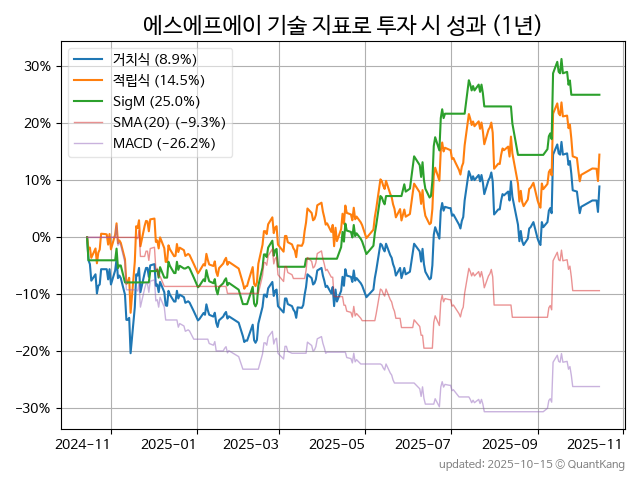 에스에프에이 기술 지표로 투자 시 성과 (1년)
거치식 (8.9%)
적립식 (14.5%)
SigM (25.0%)
SMA(20) (−9.3%)
MACD (−26.2%)
30%
20%
10%
0%
−10%
−20%
−30%
2024-11 2025-01 2025-03 2025-05 2025-07 2025-09 2025-11
updated: 2025-10-15 ⓒ QuantKang